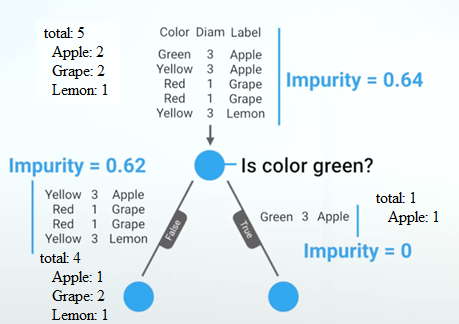 total: 5
Apple: 2
Grape: 2
Lemon: 1
Color Diam Label
Green 3 Apple
Yellow 3 Apple
Red 1 Grape
Red 1 Grape
Yellow 3 Lemon
Impurity = 0.64
Is color green?
Impurity = 0.62
Yellow 3 Apple
Red 1 Grape
Red 1 Grape
Yellow 3 Lemon
total: 4
Apple: 1
Grape: 2
Lemon: 1
False
True
Green 3 Apple
total: 1
Apple: 1
Impurity = 0